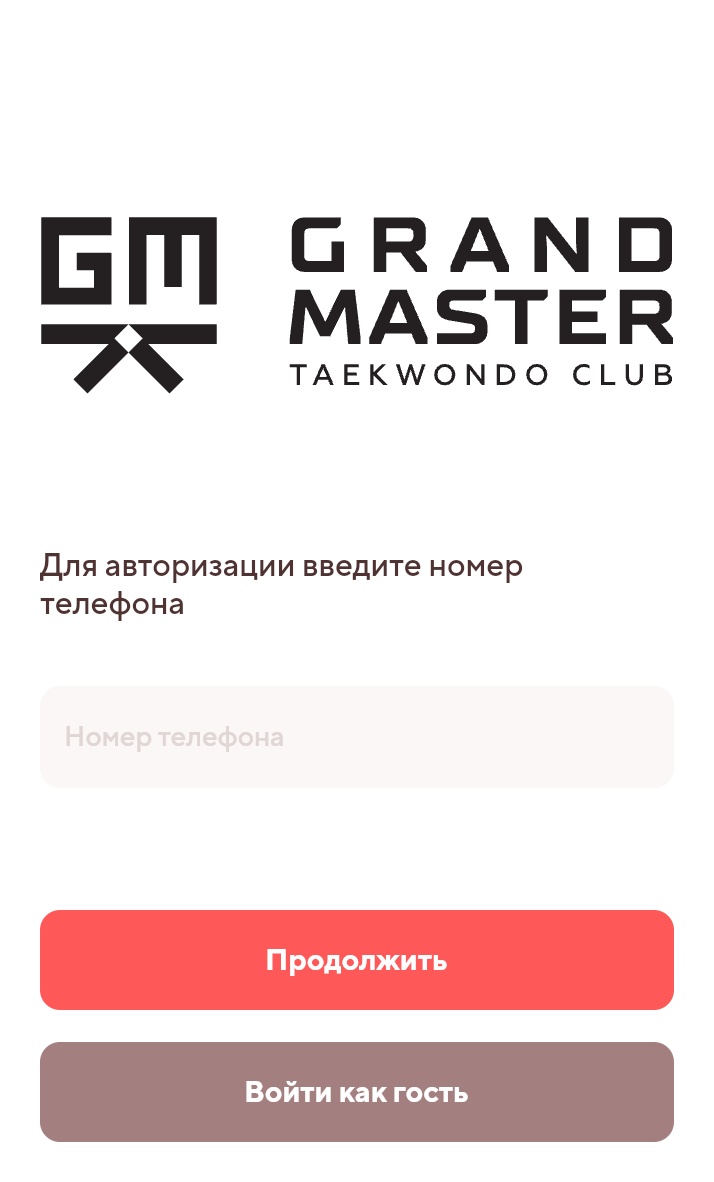 GM
GRAND
MASTER
TAEKWONDO CLUB
Для авторизации введите номер
телефона
Номер телефона
Продолжить
Войти как гость